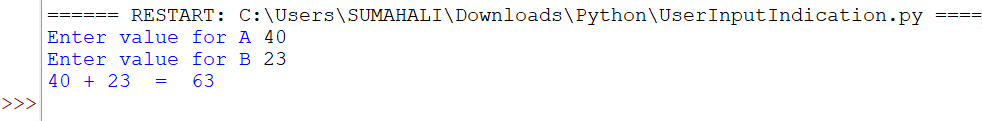 ====== RESTART: C:\Users\SUMAHALI\Downloads\Python\UserInputIndication.py ====
Enter value for A 40
Enter value for B 23
40 + 23  =  63
>>>